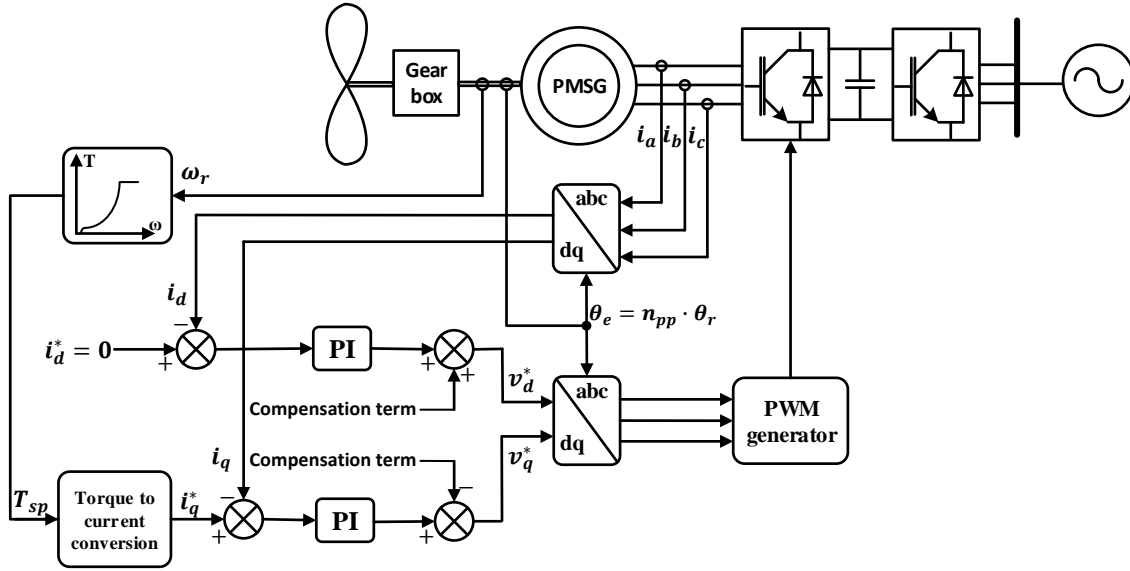 Gear
box
PMSG
i_a
i_b
i_c
T
ω
ω_r
abc
dq
i_d
θ_e = n_pp · θ_r
i_d^* = 0
−
+
PI
+
+
v_d^*
abc
dq
PWM
generator
Compensation term
i_q
Compensation term
v_q^*
T_sp
Torque to
current
conversion
i_q^*
−
+
PI
+
−